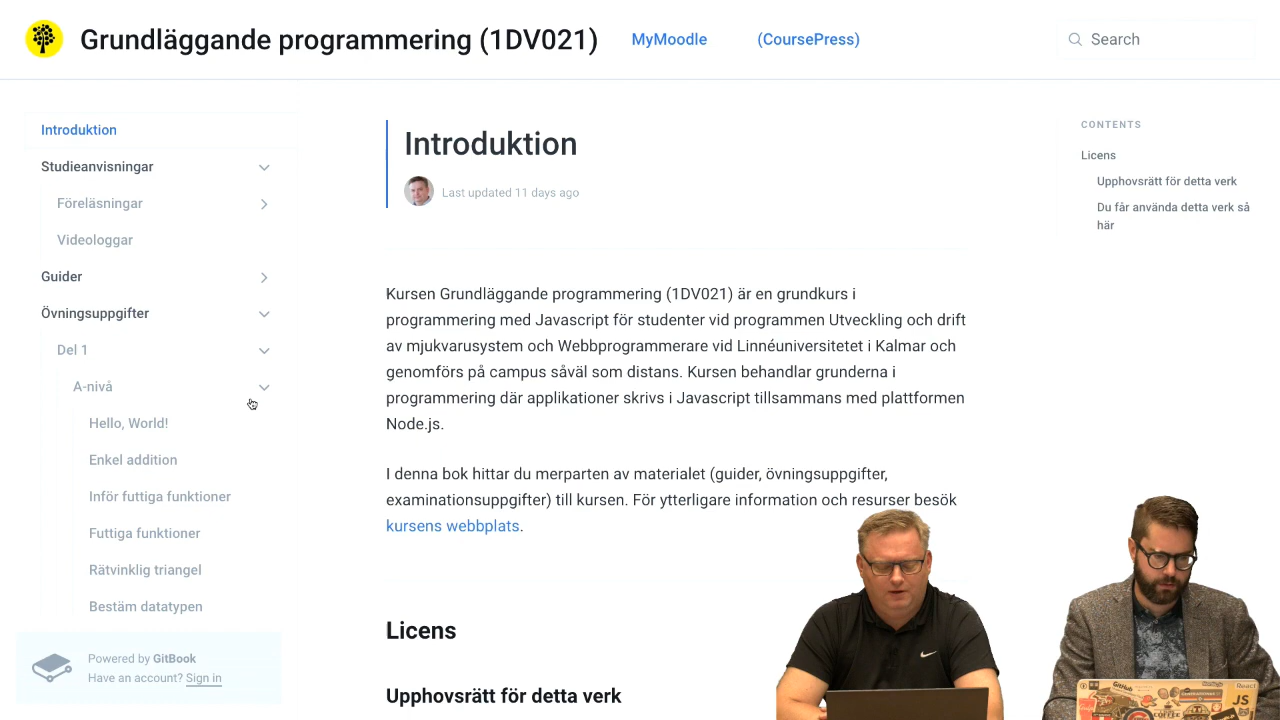 Grundläggande programmering (1DV021)
MyMoodle
(CoursePress)
Search
Introduktion
Studieanvisningar
Föreläsningar
Videologgar
Guider
Övningsuppgifter
Del 1
A-nivå
Hello, World!
Enkel addition
Inför futtiga funktioner
Futtiga funktioner
Rätvinklig triangel
Bestäm datatypen
Powered by GitBook
Have an account? Sign in
Introduktion
Last updated 11 days ago
Kursen Grundläggande programmering (1DV021) är en grundkurs i
programmering med Javascript för studenter vid programmen Utveckling och drift
av mjukvarusystem och Webbprogrammerare vid Linnéuniversitetet i Kalmar och
genomförs på campus såväl som distans. Kursen behandlar grunderna i
programmering där applikationer skrivs i Javascript tillsammans med plattformen
Node.js.
I denna bok hittar du merparten av materialet (guider, övningsuppgifter,
examinationsuppgifter) till kursen. För ytterligare information och resurser besök
kursens webbplats.
Licens
Upphovsrätt för detta verk
CONTENTS
Licens
Upphovsrätt för detta verk
Du får använda detta verk så
här
GitHub
React
JS